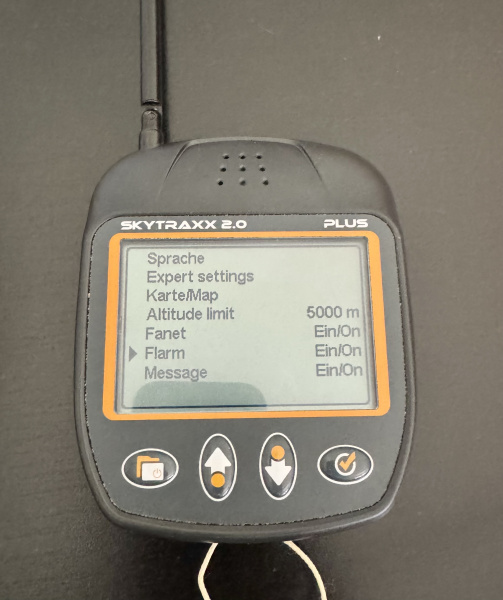 SKYTRAXX 2.0 PLUS
Sprache
Expert settings
Karte/Map
Altitude limit 5000 m
Fanet Ein/On
Flarm Ein/On
Message Ein/On